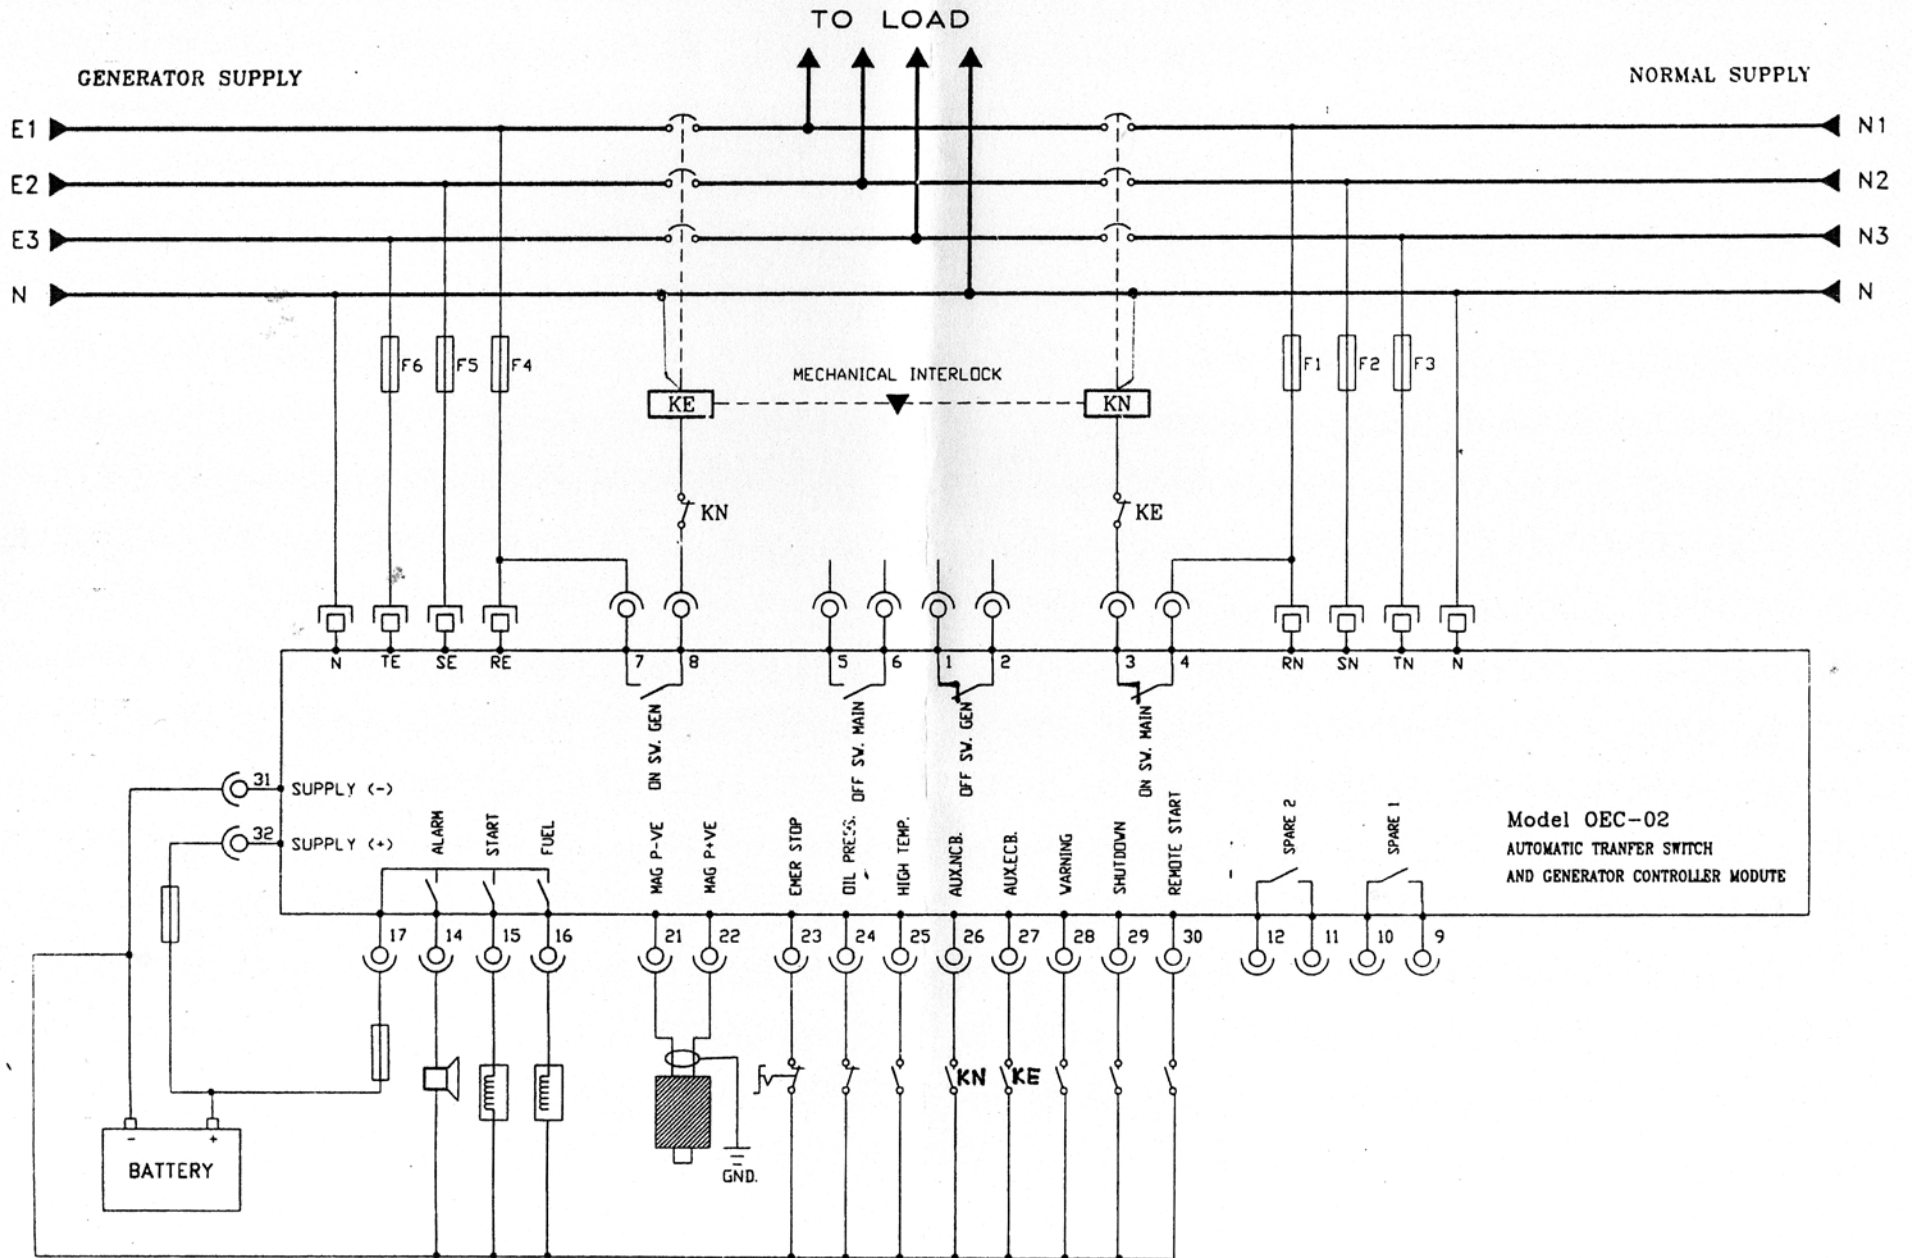 TO LOAD
GENERATOR SUPPLY
NORMAL SUPPLY
E1
N1
E2
N2
E3
N3
N
N
F6
F5
F4
F1
F2
F3
MECHANICAL INTERLOCK
KE
KN
KN
KE
N
TE
SE
RE
7
8
5
6
1
2
3
4
RN
SN
TN
N
ON SW. GEN
OFF SW. MAIN
OFF SW. GEN
ON SW. MAIN
31
SUPPLY (-)
32
SUPPLY (+)
ALARM
START
FUEL
MAG P-VE
MAG P+VE
EMER STOP
OIL PRESS.
HIGH TEMP.
AUX.NCB.
AUX.ECB.
WARNING
SHUTDOWN
REMOTE START
SPARE 2
SPARE 1
Model OEC-02
AUTOMATIC TRANFER SWITCH
AND GENERATOR CONTROLLER MODUTE
17
14
15
16
21
22
23
24
25
26
27
28
29
30
12
11
10
9
KN
KE
- +
BATTERY
GND.